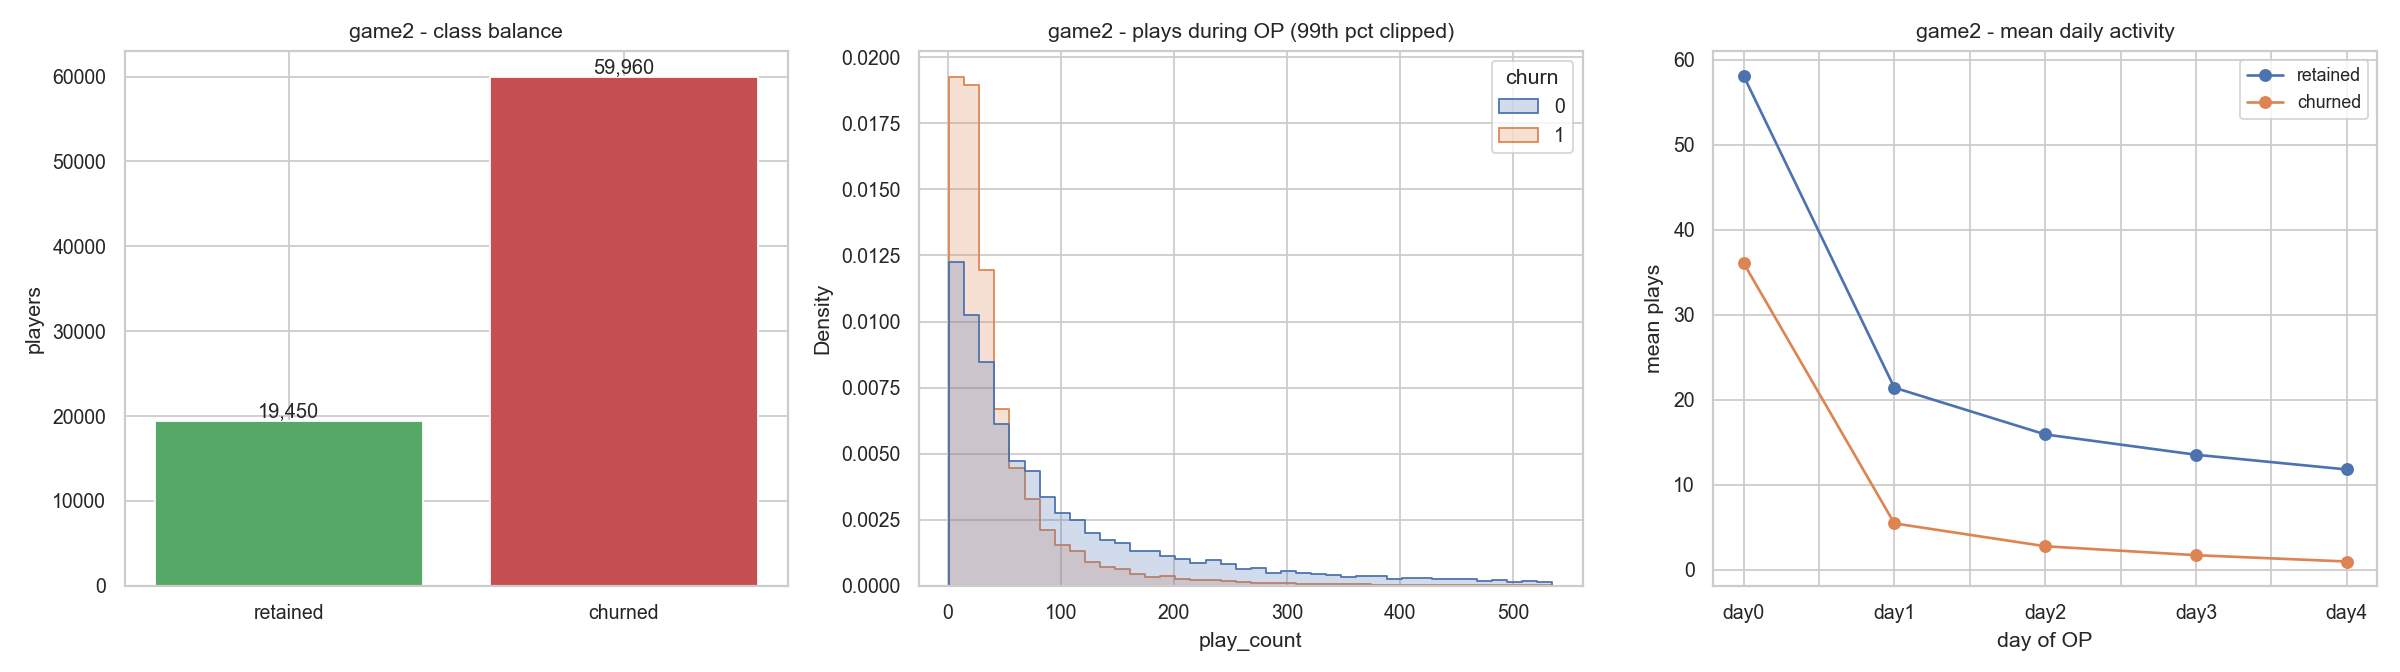 game2 - class balance
60000
50000
40000
30000
20000
10000
0
players
59,960
19,450
retained
churned
game2 - plays during OP (99th pct clipped)
0.0200
0.0175
0.0150
0.0125
0.0100
0.0075
0.0050
0.0025
0.0000
Density
churn
0
1
0
100
200
300
400
500
play_count
game2 - mean daily activity
60
50
40
30
20
10
0
mean plays
retained
churned
day0
day1
day2
day3
day4
day of OP